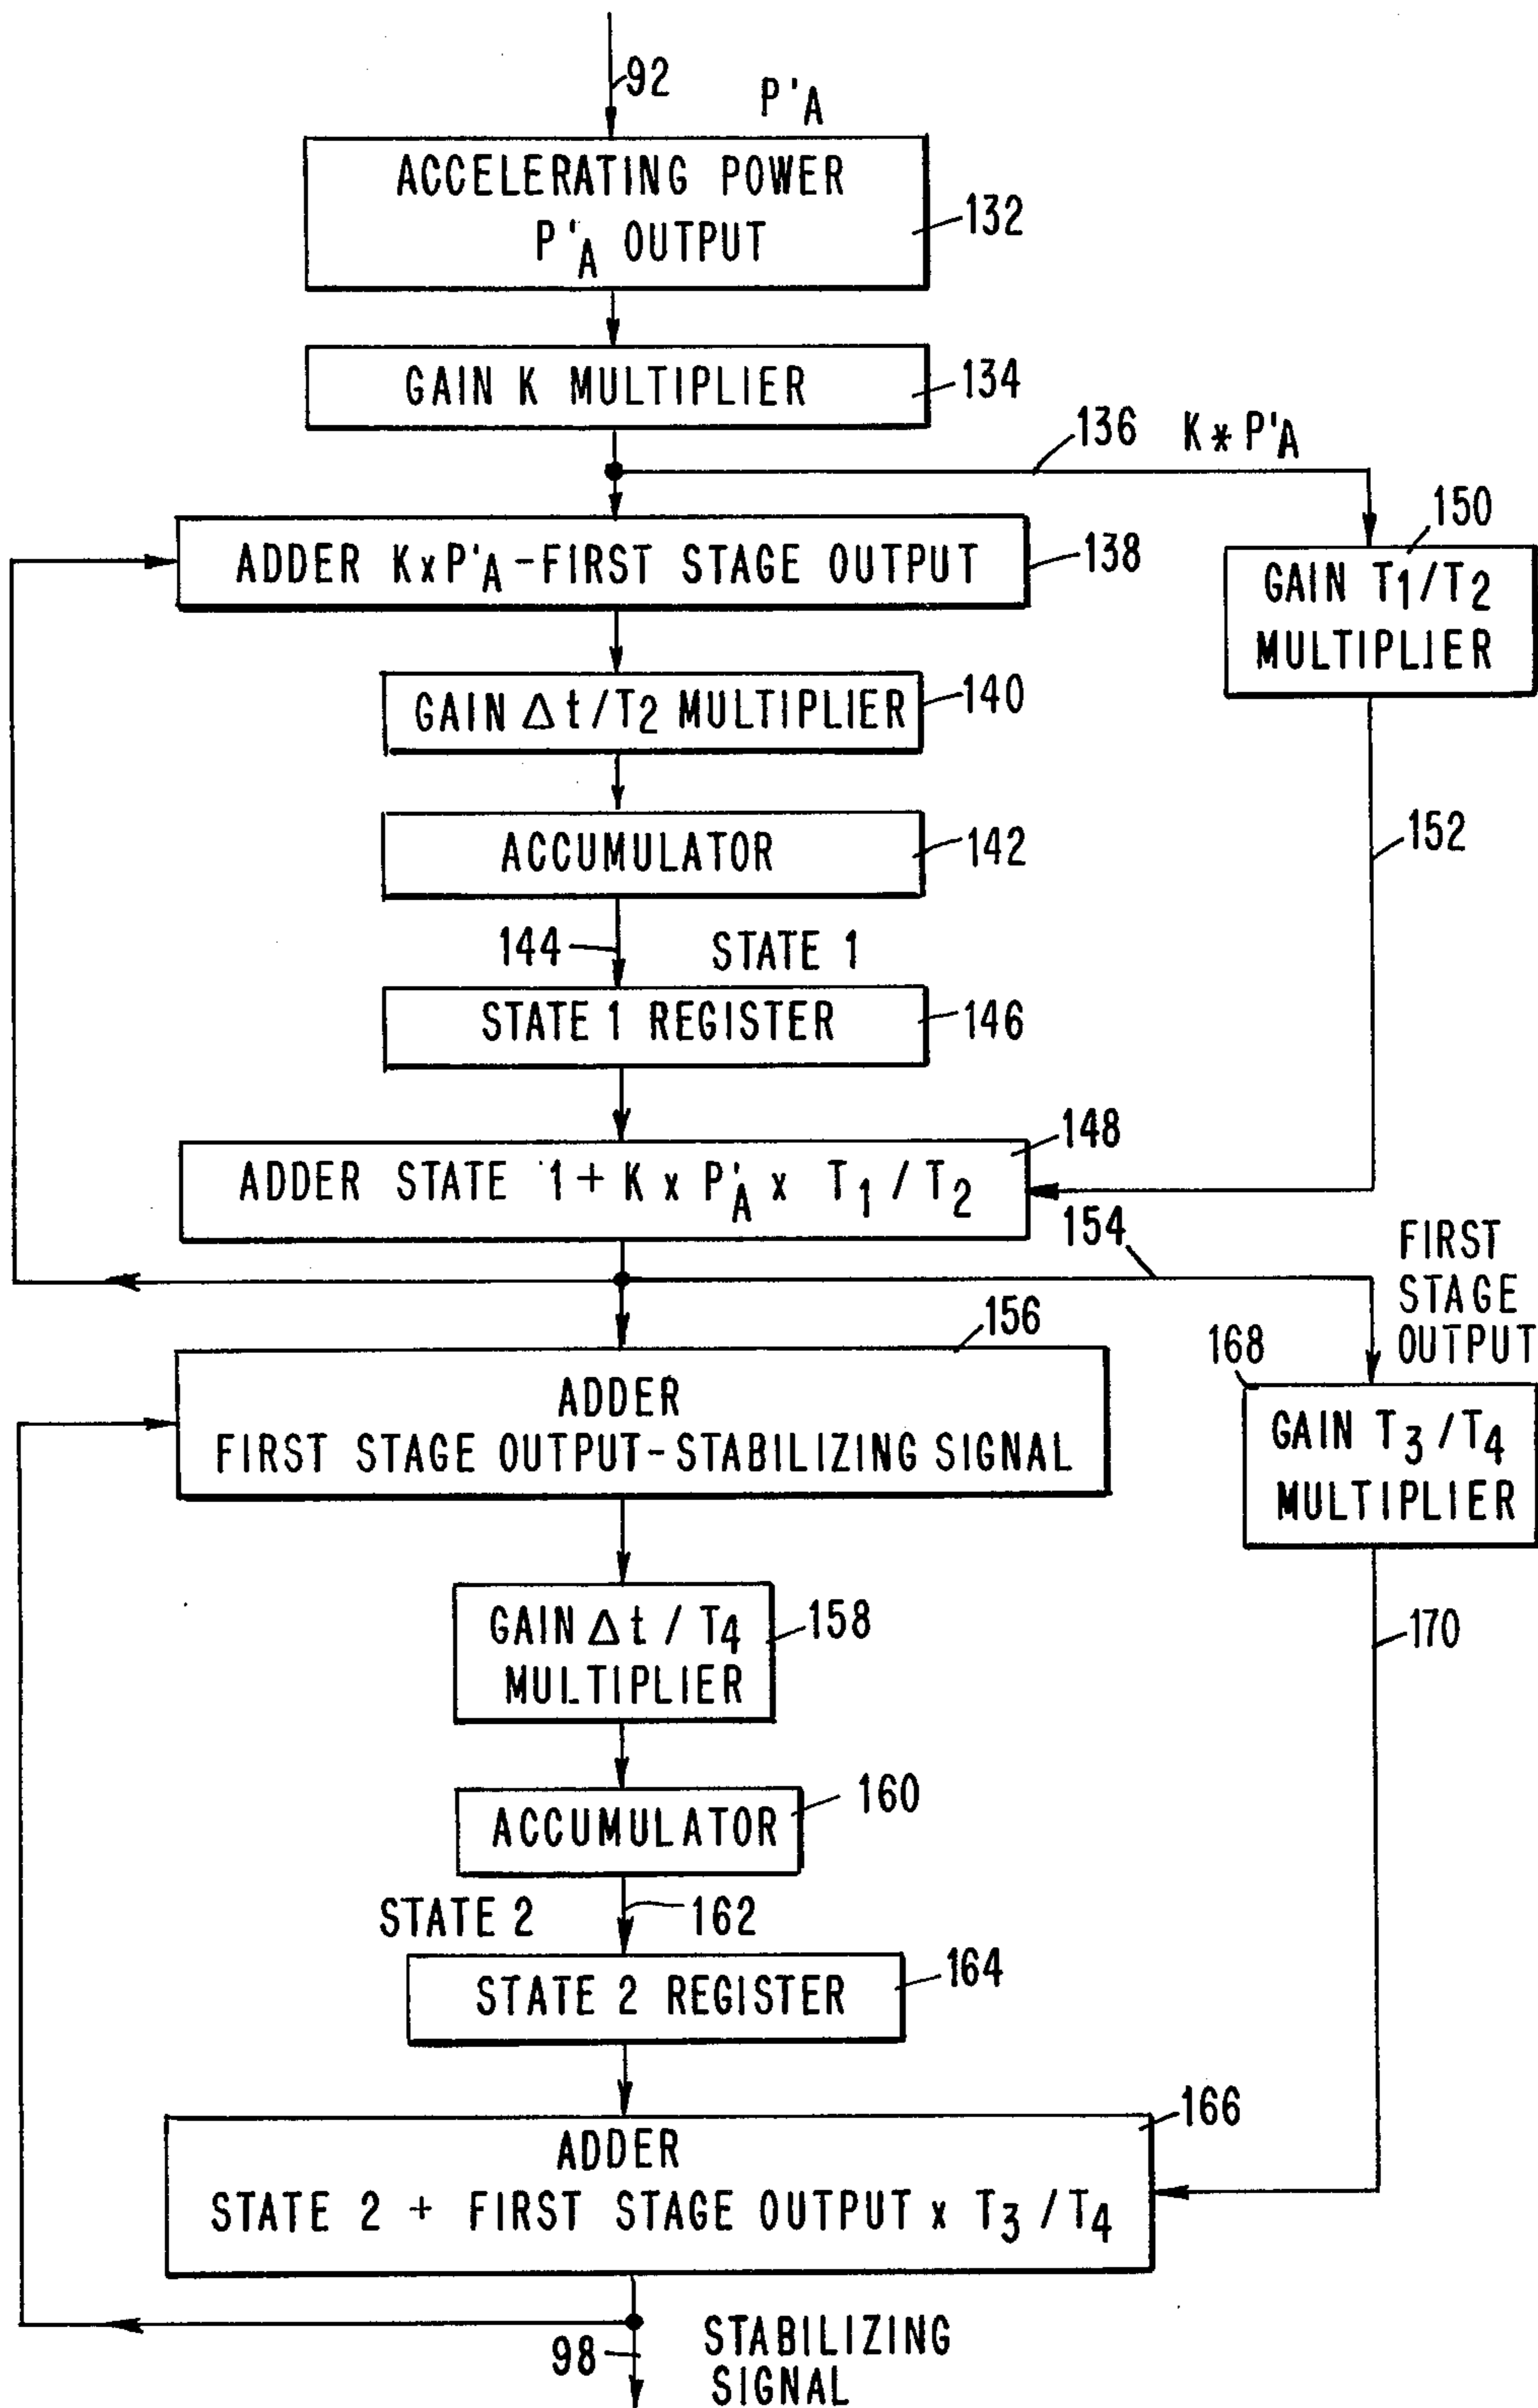 92
P'A
ACCELERATING POWER
P'A OUTPUT
132
GAIN K MULTIPLIER
134
136
K * P'A
150
ADDER K x P'A - FIRST STAGE OUTPUT
138
GAIN T1/T2
MULTIPLIER
GAIN Δt/T2 MULTIPLIER
140
ACCUMULATOR
142
152
144
STATE 1
STATE 1 REGISTER
146
148
ADDER STATE 1 + K x P'A x T1 / T2
154
FIRST
STAGE
OUTPUT
156
168
ADDER
FIRST STAGE OUTPUT - STABILIZING SIGNAL
GAIN T3 / T4
MULTIPLIER
GAIN Δt / T4
MULTIPLIER
158
170
ACCUMULATOR
160
STATE 2
162
STATE 2 REGISTER
164
166
ADDER
STATE 2 + FIRST STAGE OUTPUT x T3 / T4
98
STABILIZING
SIGNAL